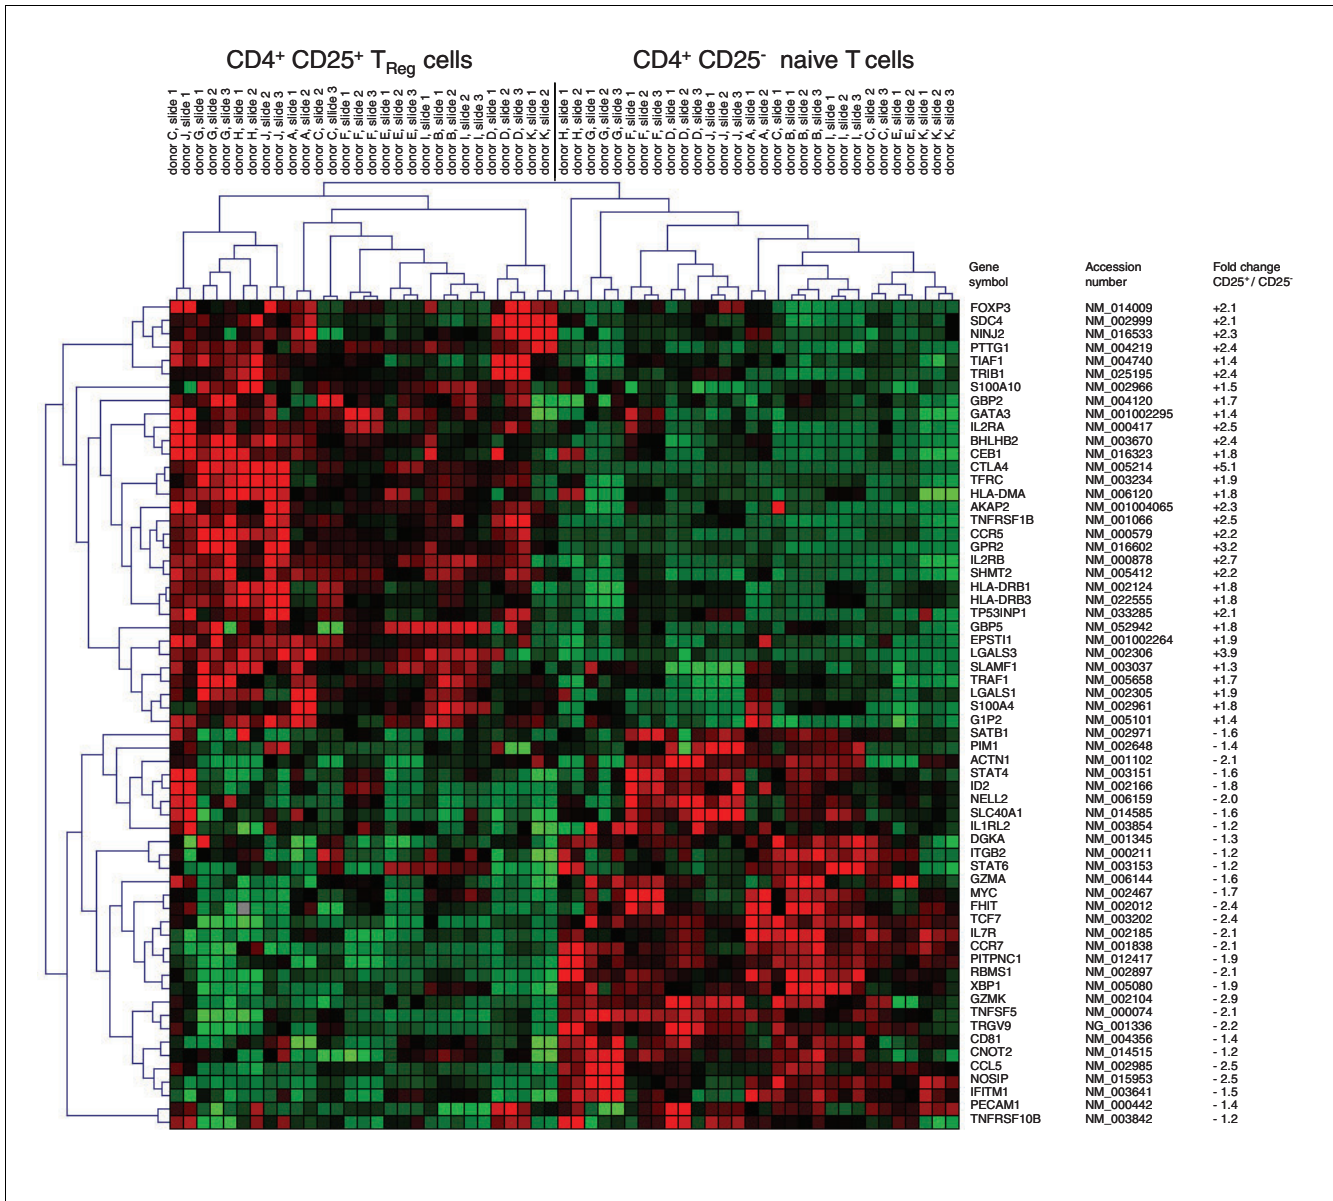 CD4+ CD25+ TReg cells
CD4+ CD25- naive T cells
donor C, slide 1
donor J, slide 1
donor G, slide 1
donor G, slide 2
donor G, slide 3
donor H, slide 1
donor H, slide 2
donor J, slide 2
donor J, slide 3
donor A, slide 1
donor A, slide 2
donor C, slide 2
donor C, slide 3
donor F, slide 1
donor F, slide 2
donor F, slide 3
donor E, slide 1
donor E, slide 2
donor E, slide 3
donor I, slide 1
donor B, slide 1
donor B, slide 2
donor I, slide 2
donor I, slide 3
donor D, slide 1
donor D, slide 2
donor D, slide 3
donor K, slide 1
donor K, slide 2
donor H, slide 1
donor H, slide 2
donor G, slide 1
donor G, slide 2
donor G, slide 3
donor F, slide 1
donor F, slide 2
donor F, slide 3
donor D, slide 1
donor D, slide 2
donor D, slide 3
donor J, slide 1
donor J, slide 2
donor J, slide 3
donor A, slide 1
donor A, slide 2
donor C, slide 1
donor B, slide 1
donor B, slide 2
donor B, slide 3
donor I, slide 1
donor I, slide 2
donor I, slide 3
donor C, slide 2
donor C, slide 3
donor E, slide 1
donor E, slide 2
donor K, slide 1
donor K, slide 2
donor K, slide 3
Gene Accession Fold change
symbol number CD25+ / CD25-
FOXP3 NM_014009 +2.1
SDC4 NM_002999 +2.1
NINJ2 NM_016533 +2.3
PTTG1 NM_004219 +2.4
TIAF1 NM_004740 +1.4
TRIB1 NM_025195 +2.4
S100A10 NM_002966 +1.5
GBP2 NM_004120 +1.7
GATA3 NM_001002295 +1.4
IL2RA NM_000417 +2.5
BHLHB2 NM_003670 +2.4
CEB1 NM_016323 +1.8
CTLA4 NM_005214 +5.1
TFRC NM_003234 +1.9
HLA-DMA NM_006120 +1.8
AKAP2 NM_001004065 +2.3
TNFRSF1B NM_001066 +2.5
CCR5 NM_000579 +2.2
GPR2 NM_016602 +3.2
IL2RB NM_000878 +2.7
SHMT2 NM_005412 +2.2
HLA-DRB1 NM_002124 +1.8
HLA-DRB3 NM_022555 +1.8
TP53INP1 NM_033285 +2.1
GBP5 NM_052942 +1.8
EPSTI1 NM_001002264 +1.9
LGALS3 NM_002306 +3.9
SLAMF1 NM_003037 +1.3
TRAF1 NM_005658 +1.7
LGALS1 NM_002305 +1.9
S100A4 NM_002961 +1.8
G1P2 NM_005101 +1.4
SATB1 NM_002971 - 1.6
PIM1 NM_002648 - 1.4
ACTN1 NM_001102 - 2.1
STAT4 NM_003151 - 1.6
ID2 NM_002166 - 1.8
NELL2 NM_006159 - 2.0
SLC40A1 NM_014585 - 1.6
IL1RL2 NM_003854 - 1.2
DGKA NM_001345 - 1.3
ITGB2 NM_000211 - 1.2
STAT6 NM_003153 - 1.2
GZMA NM_006144 - 1.6
MYC NM_002467 - 1.7
FHIT NM_002012 - 2.4
TCF7 NM_003202 - 2.4
IL7R NM_002185 - 2.1
CCR7 NM_001838 - 2.1
PITPNC1 NM_012417 - 1.9
RBMS1 NM_002897 - 2.1
XBP1 NM_005080 - 1.9
GZMK NM_002104 - 2.9
TNFSF5 NM_000074 - 2.1
TRGV9 NG_001336 - 2.2
CD81 NM_004356 - 1.4
CNOT2 NM_014515 - 1.2
CCL5 NM_002985 - 2.5
NOSIP NM_015953 - 2.5
IFITM1 NM_003641 - 1.5
PECAM1 NM_000442 - 1.4
TNFRSF10B NM_003842 - 1.2